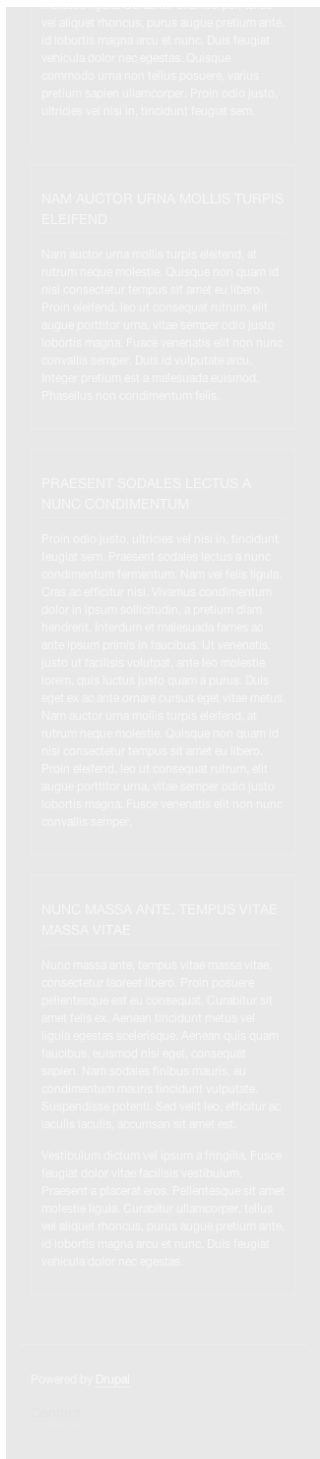 vel aliquet rhoncus, purus augue pretium ante,
id lobortis magna arcu et nunc. Duis feugiat
vehicula dolor nec egestas. Quisque
commodo urna non tellus posuere, varius
pretium sapien ullamcorper. Proin odio justo,
ultricies vel nisi in, tincidunt feugiat sem.
NAM AUCTOR URNA MOLLIS TURPIS
ELEIFEND
Nam auctor urna mollis turpis eleifend, at
rutrum neque molestie. Quisque non quam id
nisi consectetur tempus sit amet eu libero.
Proin eleifend, leo ut consequat rutrum, elit
augue porttitor urna, vitae semper odio justo
lobortis magna. Fusce venenatis elit non nunc
convallis semper. Duis id vulputate arcu.
Integer pretium est a malesuada euismod.
Phasellus non condimentum felis.
PRAESENT SODALES LECTUS A
NUNC CONDIMENTUM
Proin odio justo, ultricies vel nisi in, tincidunt
feugiat sem. Praesent sodales lectus a nunc
condimentum fermentum. Nam vel felis ligula.
Cras ac efficitur nisl. Vivamus condimentum
dolor in ipsum sollicitudin, a pretium diam
hendrerit. Interdum et malesuada fames ac
ante ipsum primis in faucibus. Ut venenatis,
justo ut facilisis volutpat, ante leo molestie
lorem, quis luctus justo quam a purus. Duis
eget ex ac ante ornare cursus eget vitae metus.
Nam auctor urna mollis turpis eleifend, at
rutrum neque molestie. Quisque non quam id
nisi consectetur tempus sit amet eu libero.
Proin eleifend, leo ut consequat rutrum, elit
augue porttitor urna, vitae semper odio justo
lobortis magna. Fusce venenatis elit non nunc
convallis semper.
NUNC MASSA ANTE, TEMPUS VITAE
MASSA VITAE
Nunc massa ante, tempus vitae massa vitae,
consectetur laoreet libero. Proin posuere
pellentesque est eu consequat. Curabitur sit
amet felis ex. Aenean tincidunt metus vel
ligula egestas scelerisque. Aenean quis quam
faucibus, euismod nisi eget, consequat
sapien. Nam sodales finibus mauris, eu
condimentum mauris tincidunt vulputate.
Suspendisse potenti. Sed velit leo, efficitur ac
iaculis iaculis, accumsan sit amet est.
Vestibulum dictum vel ipsum a fringilla. Fusce
feugiat dolor vitae facilisis vestibulum.
Praesent a placerat eros. Pellentesque sit amet
molestie ligula. Curabitur ullamcorper, tellus
vel aliquet rhoncus, purus augue pretium ante,
id lobortis magna arcu et nunc. Duis feugiat
vehicula dolor nec egestas.
Powered by Drupal